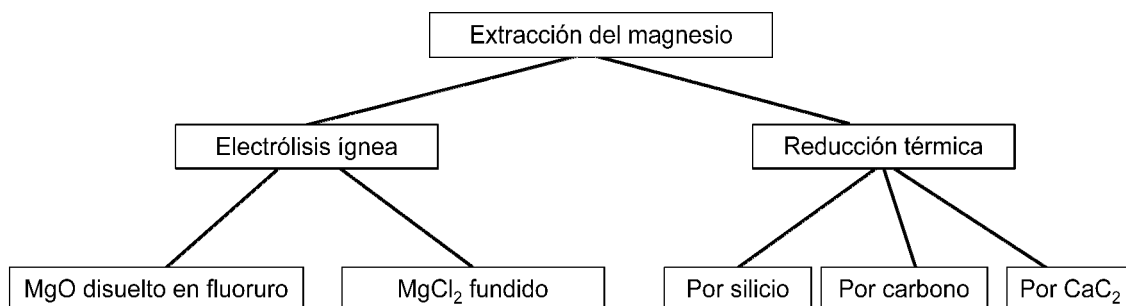 Extracción del magnesio
Electrólisis ígnea
Reducción térmica
MgO disuelto en fluoruro
MgCl₂ fundido
Por silicio
Por carbono
Por CaC₂